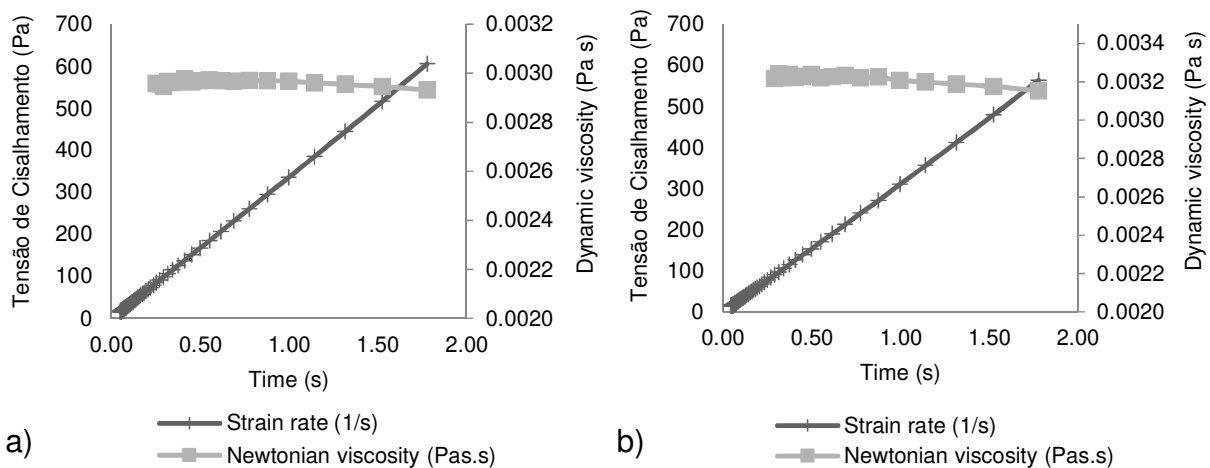 Tensão de Cisalhamento (Pa)
700
600
500
400
300
200
100
0
0.0032
0.0030
0.0028
0.0026
0.0024
0.0022
0.0020
Dynamic viscosity (Pa s)
0.00 0.50 1.00 1.50 2.00
Time (s)
a)
Strain rate (1/s)
Newtonian viscosity (Pas.s)
Tensão de Cisalhamento (Pa)
700
600
500
400
300
200
100
0
0.0034
0.0032
0.0030
0.0028
0.0026
0.0024
0.0022
0.0020
Dynamic viscosity (Pa s)
0.00 0.50 1.00 1.50 2.00
Time (s)
b)
Strain rate (1/s)
Newtonian viscosity (Pas.s)